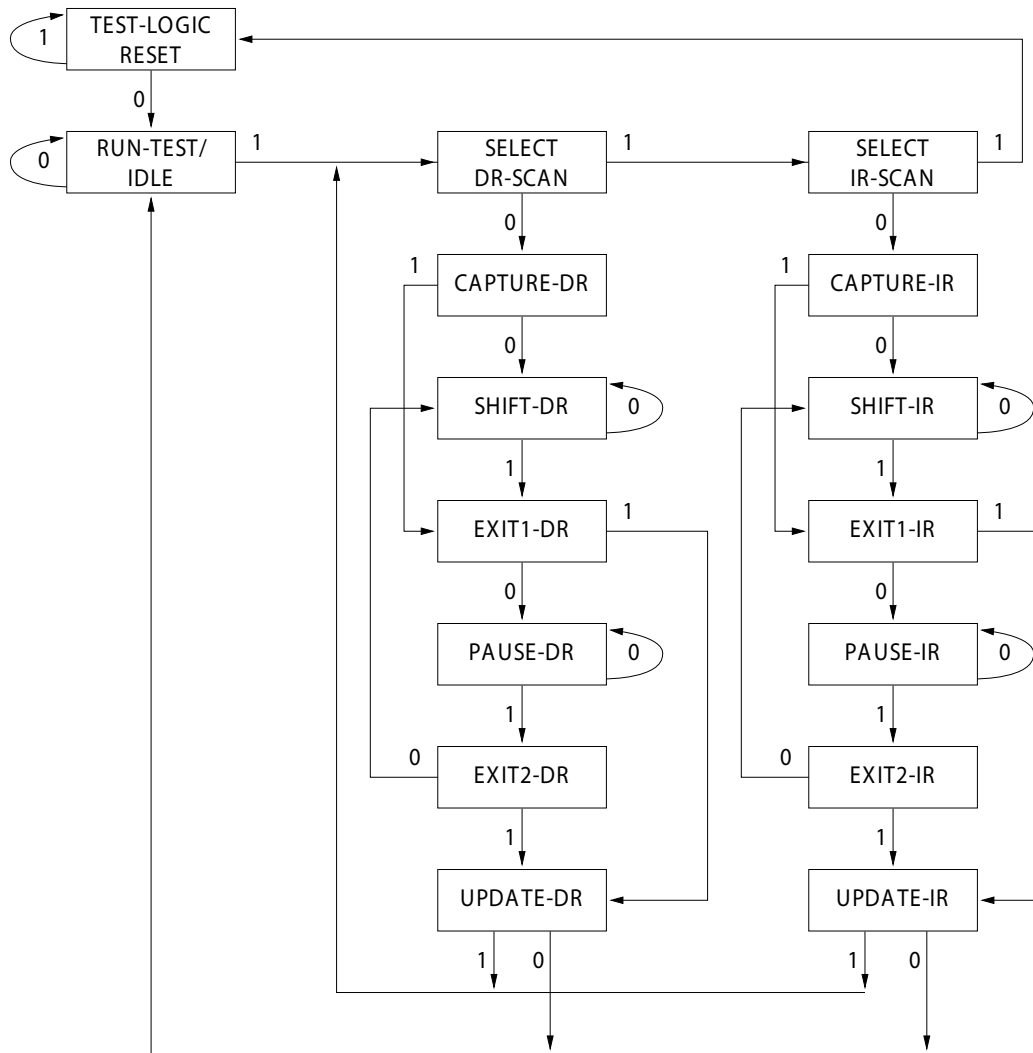 1
TEST-LOGIC
RESET
0
0
RUN-TEST/
IDLE
1
SELECT
DR-SCAN
1
SELECT
IR-SCAN
1
0
0
1
CAPTURE-DR
1
CAPTURE-IR
0
0
SHIFT-DR
0
SHIFT-IR
0
1
1
EXIT1-DR
1
EXIT1-IR
1
0
0
PAUSE-DR
0
PAUSE-IR
0
1
1
0
EXIT2-DR
0
EXIT2-IR
1
1
UPDATE-DR
UPDATE-IR
1
0
1
0